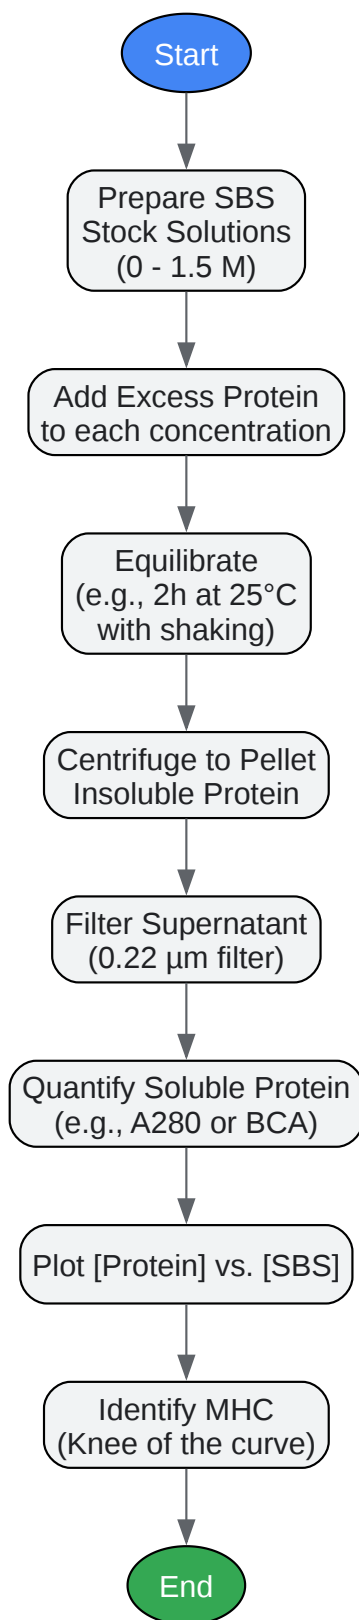 Start
Prepare SBS
Stock Solutions
(0 - 1.5 M)
Add Excess Protein
to each concentration
Equilibrate
(e.g., 2h at 25°C
with shaking)
Centrifuge to Pellet
Insoluble Protein
Filter Supernatant
(0.22 µm filter)
Quantify Soluble Protein
(e.g., A280 or BCA)
Plot [Protein] vs. [SBS]
Identify MHC
(Knee of the curve)
End